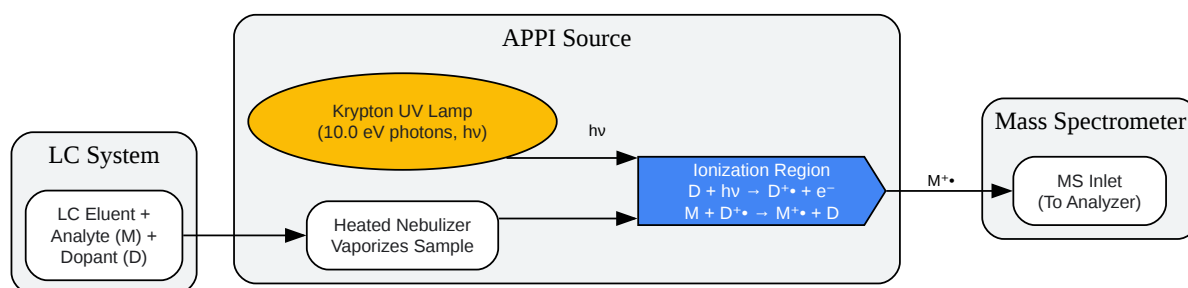 APPI Source
Krypton UV Lamp
(10.0 eV photons, hν)
hν
LC System
LC Eluent +
Analyte (M) +
Dopant (D)
Heated Nebulizer
Vaporizes Sample
Ionization Region
D + hν → D⁺• + e⁻
M + D⁺• → M⁺• + D
M⁺•
Mass Spectrometer
MS Inlet
(To Analyzer)